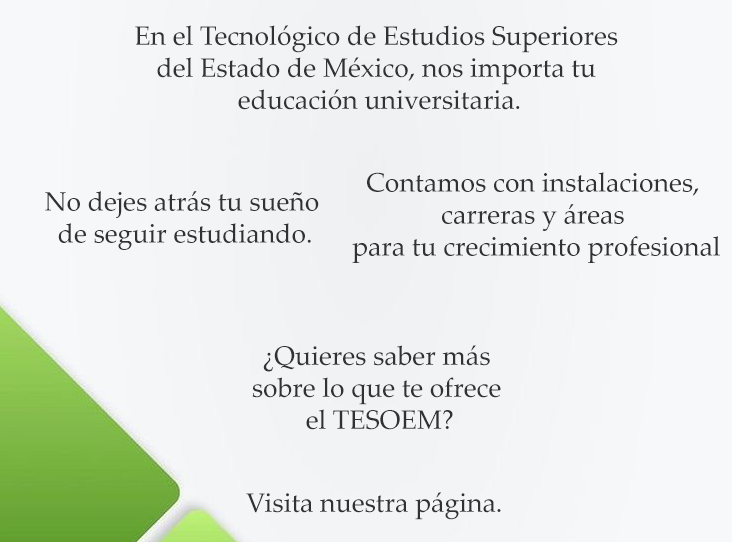 En el Tecnológico de Estudios Superiores
del Estado de México, nos importa tu
educación universitaria.
No dejes atrás tu sueño
de seguir estudiando.
Contamos con instalaciones,
carreras y áreas
para tu crecimiento profesional
¿Quieres saber más
sobre lo que te ofrece
el TESOEM?
Visita nuestra página.